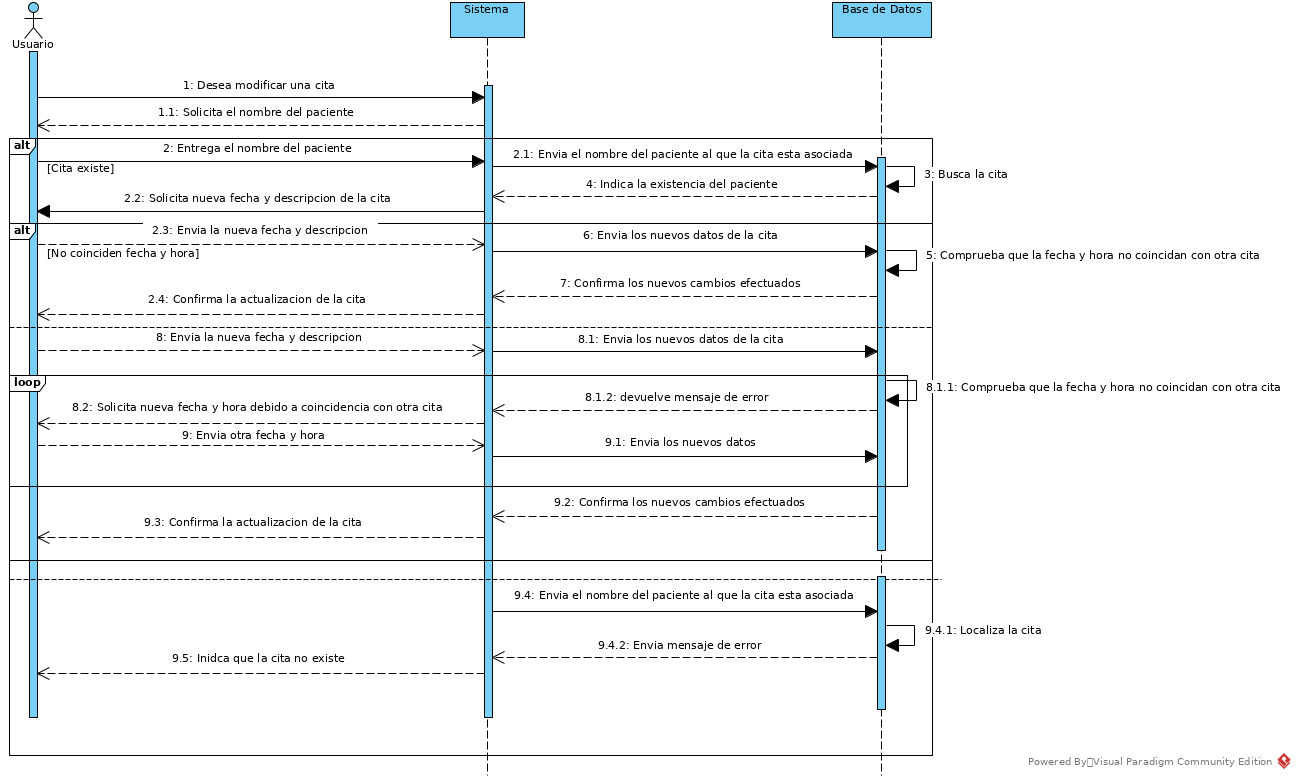 Sistema
Base de Datos
Usuario
1: Desea modificar una cita
1.1: Solicita el nombre del paciente
alt
2: Entrega el nombre del paciente
2.1: Envia el nombre del paciente al que la cita esta asociada
[Cita existe]
3: Busca la cita
4: Indica la existencia del paciente
2.2: Solicita nueva fecha y descripcion de la cita
alt
2.3: Envia la nueva fecha y descripcion
6: Envia los nuevos datos de la cita
[No coinciden fecha y hora]
5: Comprueba que la fecha y hora no coincidan con otra cita
7: Confirma los nuevos cambios efectuados
2.4: Confirma la actualizacion de la cita
8: Envia la nueva fecha y descripcion
8.1: Envia los nuevos datos de la cita
loop
8.1.1: Comprueba que la fecha y hora no coincidan con otra cita
8.1.2: devuelve mensaje de error
8.2: Solicita nueva fecha y hora debido a coincidencia con otra cita
9: Envia otra fecha y hora
9.1: Envia los nuevos datos
9.2: Confirma los nuevos cambios efectuados
9.3: Confirma la actualizacion de la cita
9.4: Envia el nombre del paciente al que la cita esta asociada
9.4.1: Localiza la cita
9.4.2: Envia mensaje de error
9.5: Inidca que la cita no existe
Powered By Visual Paradigm Community Edition